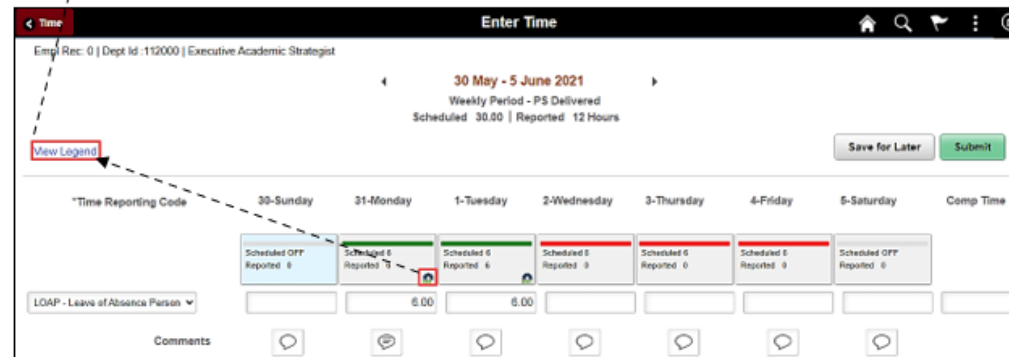 Time
Enter Time
Empl Rec: 0 | Dept Id :112000 | Executive Academic Strategist
30 May - 5 June 2021
Weekly Period - PS Delivered
Scheduled 30.00 | Reported 12 Hours
View Legend
Save for Later Submit
*Time Reporting Code 30-Sunday 31-Monday 1-Tuesday 2-Wednesday 3-Thursday 4-Friday 5-Saturday Comp Time
Scheduled OFF Scheduled 6 Scheduled 6 Scheduled 6 Scheduled 6 Scheduled 6 Scheduled OFF
Reported 0 Reported 6 Reported 6 Reported 0 Reported 0 Reported 0 Reported 0
LOAP - Leave of Absence Person 6.00 6.00
Comments